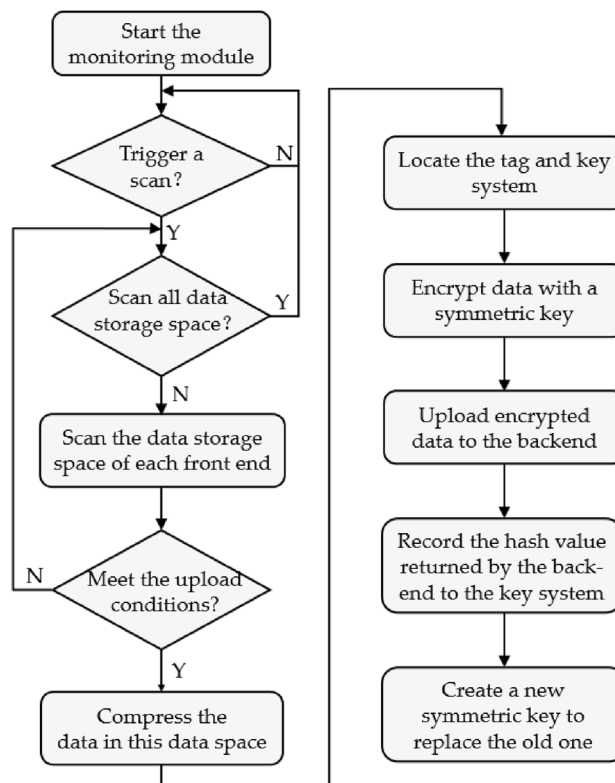 Start the
monitoring module
Trigger a
scan?
N
Y
Scan all data
storage space?
Y
N
Scan the data storage
space of each front end
Meet the upload
conditions?
N
Y
Compress the
data in this data space
Locate the tag and key
system
Encrypt data with a
symmetric key
Upload encrypted
data to the backend
Record the hash value
returned by the back-
end to the key system
Create a new
symmetric key to
replace the old one